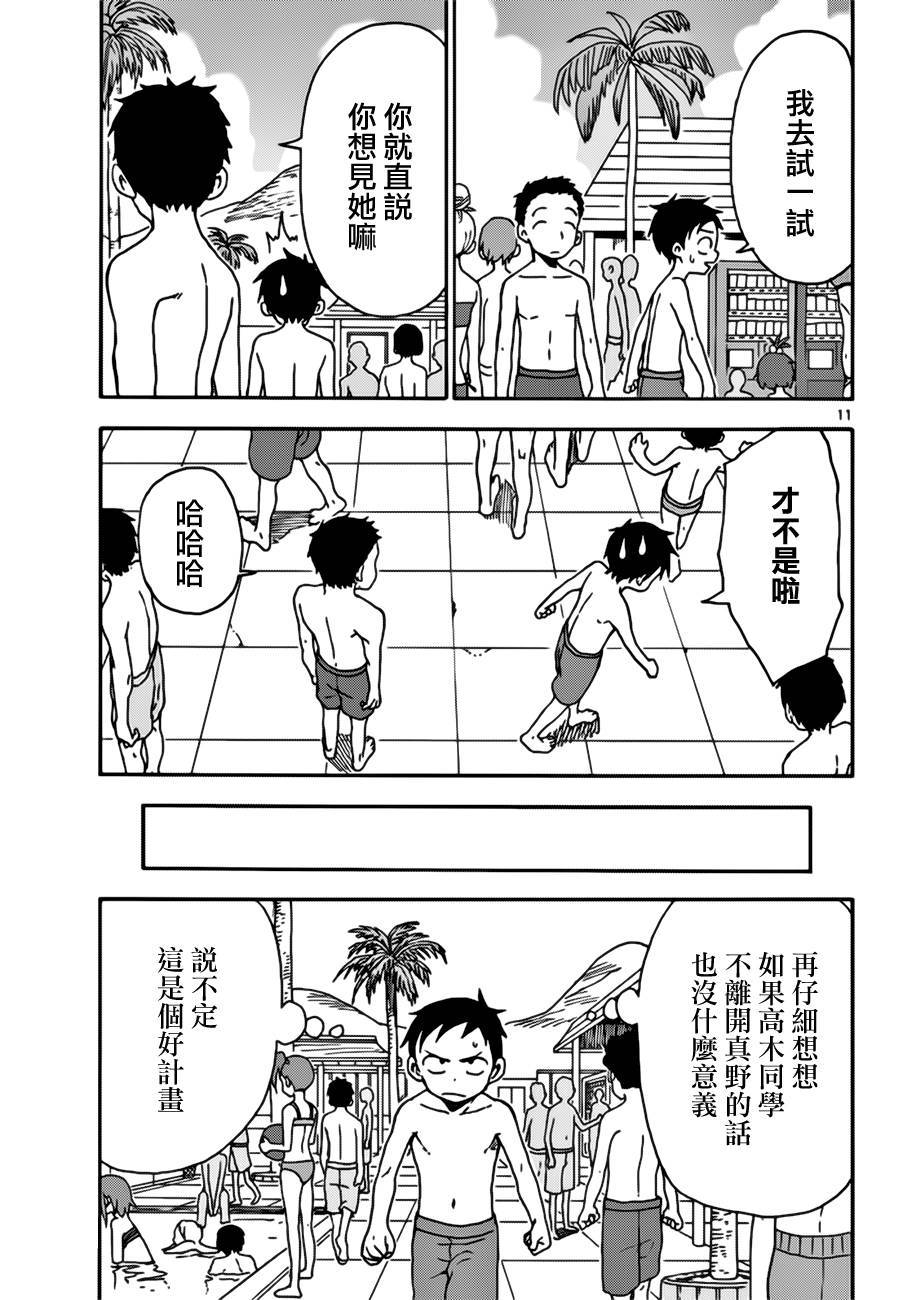 我去試一試
你就直説
你想見她嘛
11
才不是啦
哈哈哈
再仔細想想
如果高木同學
不離開真野的話
也沒什麼意義
説不定
這是個好計畫